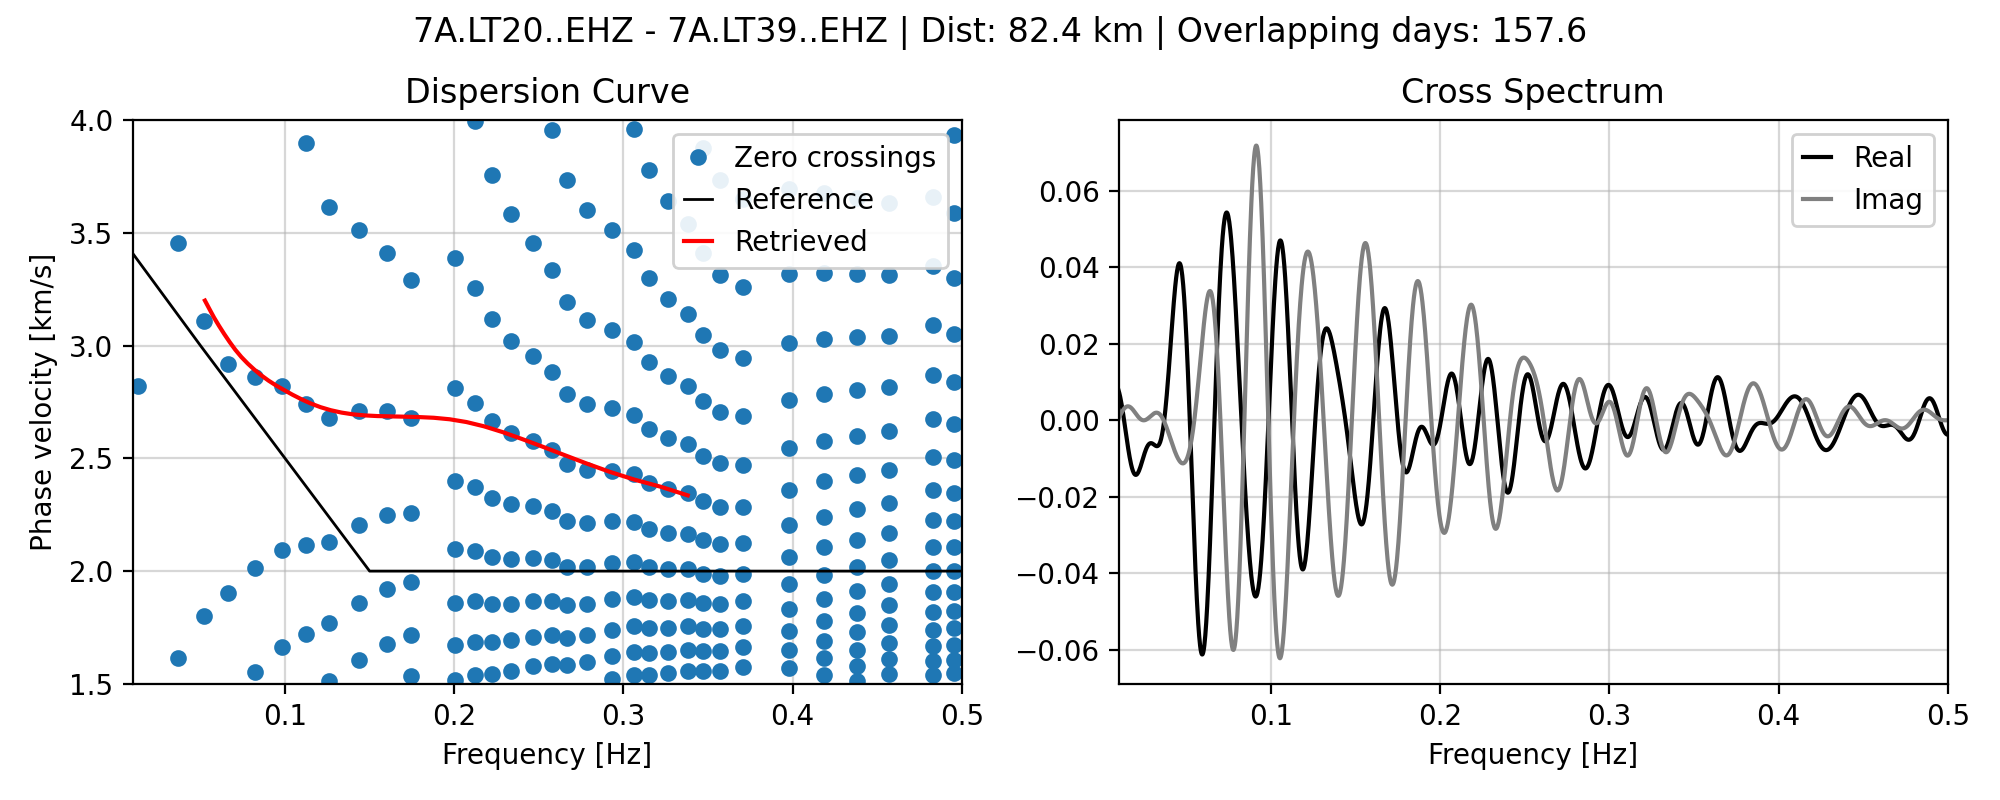 7A.LT20..EHZ - 7A.LT39..EHZ | Dist: 82.4 km | Overlapping days: 157.6
Dispersion Curve
Phase velocity [km/s]
4.0
3.5
3.0
2.5
2.0
1.5
Zero crossings
Reference
Retrieved
0.1 0.2 0.3 0.4 0.5
Frequency [Hz]
Cross Spectrum
0.06
0.04
0.02
0.00
−0.02
−0.04
−0.06
Real
Imag
0.1 0.2 0.3 0.4 0.5
Frequency [Hz]